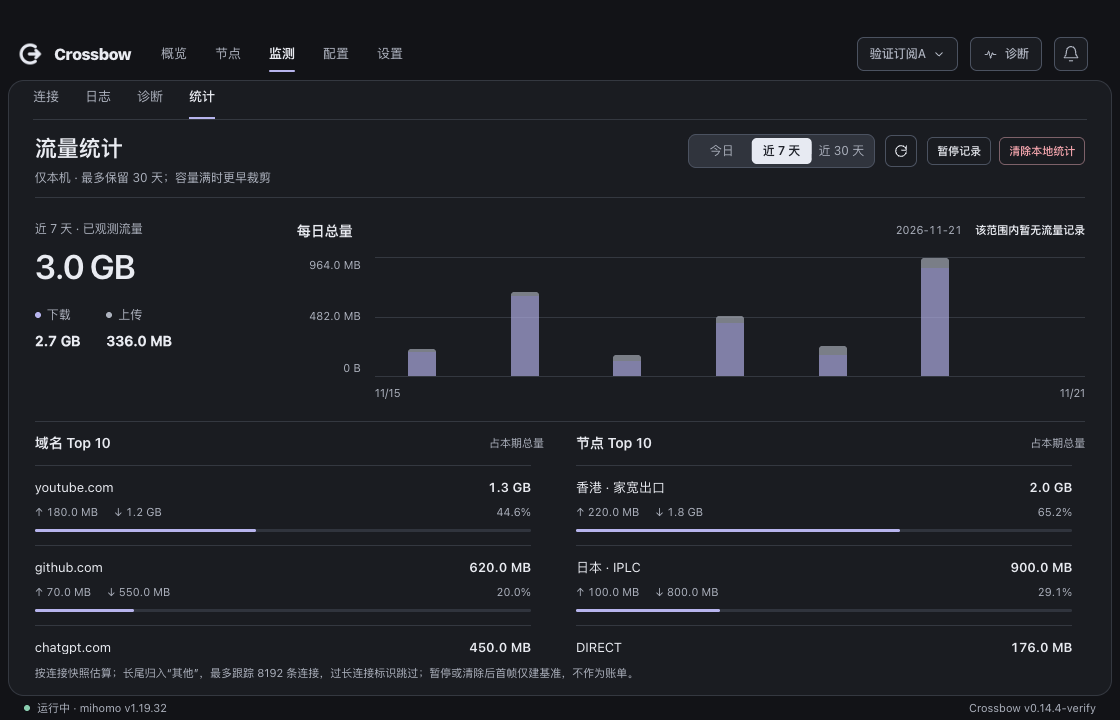 Crossbow 概览 节点 监测 配置 设置 验证订阅A 诊断
连接 日志 诊断 统计
流量统计
今日 近 7 天 近 30 天 暂停记录 清除本地统计
仅本机 · 最多保留 30 天；容量满时更早裁剪
近 7 天 · 已观测流量
3.0 GB
下载 上传
2.7 GB 336.0 MB
每日总量 2026-11-21 该范围内暂无流量记录
964.0 MB
482.0 MB
0 B
11/15 11/21
域名 Top 10 占本期总量
youtube.com 1.3 GB
↑ 180.0 MB ↓ 1.2 GB 44.6%
github.com 620.0 MB
↑ 70.0 MB ↓ 550.0 MB 20.0%
chatgpt.com 450.0 MB
节点 Top 10 占本期总量
香港 · 家宽出口 2.0 GB
↑ 220.0 MB ↓ 1.8 GB 65.2%
日本 · IPLC 900.0 MB
↑ 100.0 MB ↓ 800.0 MB 29.1%
DIRECT 176.0 MB
按连接快照估算；长尾归入“其他”，最多跟踪 8192 条连接，过长连接标识跳过；暂停或清除后首帧仅建基准，不作为账单。
运行中 · mihomo v1.19.32 Crossbow v0.14.4-verify